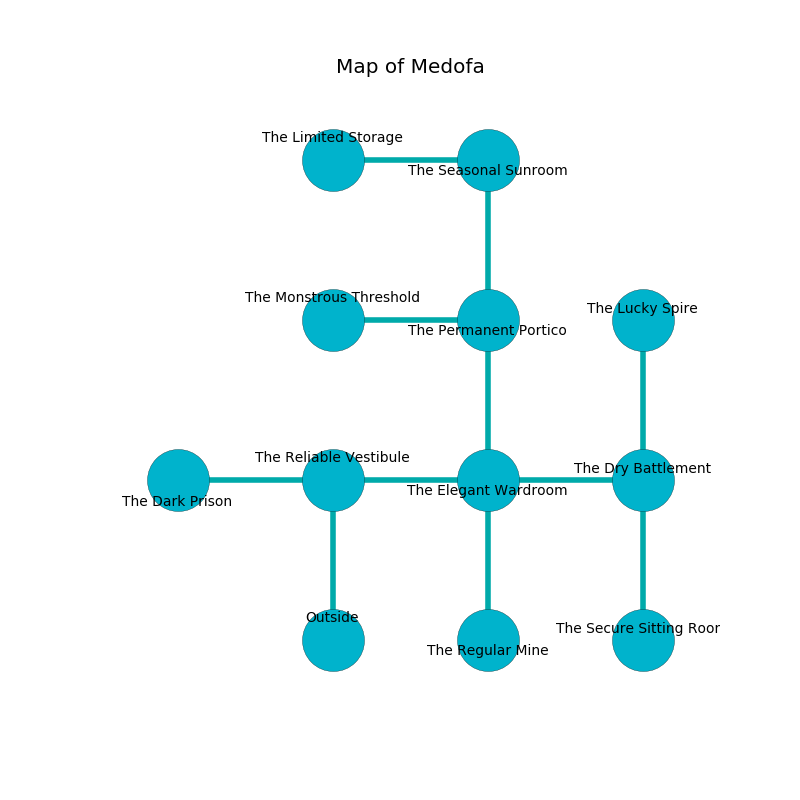 Map of Medofa
The Limited Storage
The Seasonal Sunroom
The Monstrous Threshold
The Lucky Spire
The Permanent Portico
The Reliable Vestibule
The Dry Battlement
The Elegant Wardroom
The Dark Prison
Outside
The Secure Sitting Roor
The Regular Mine